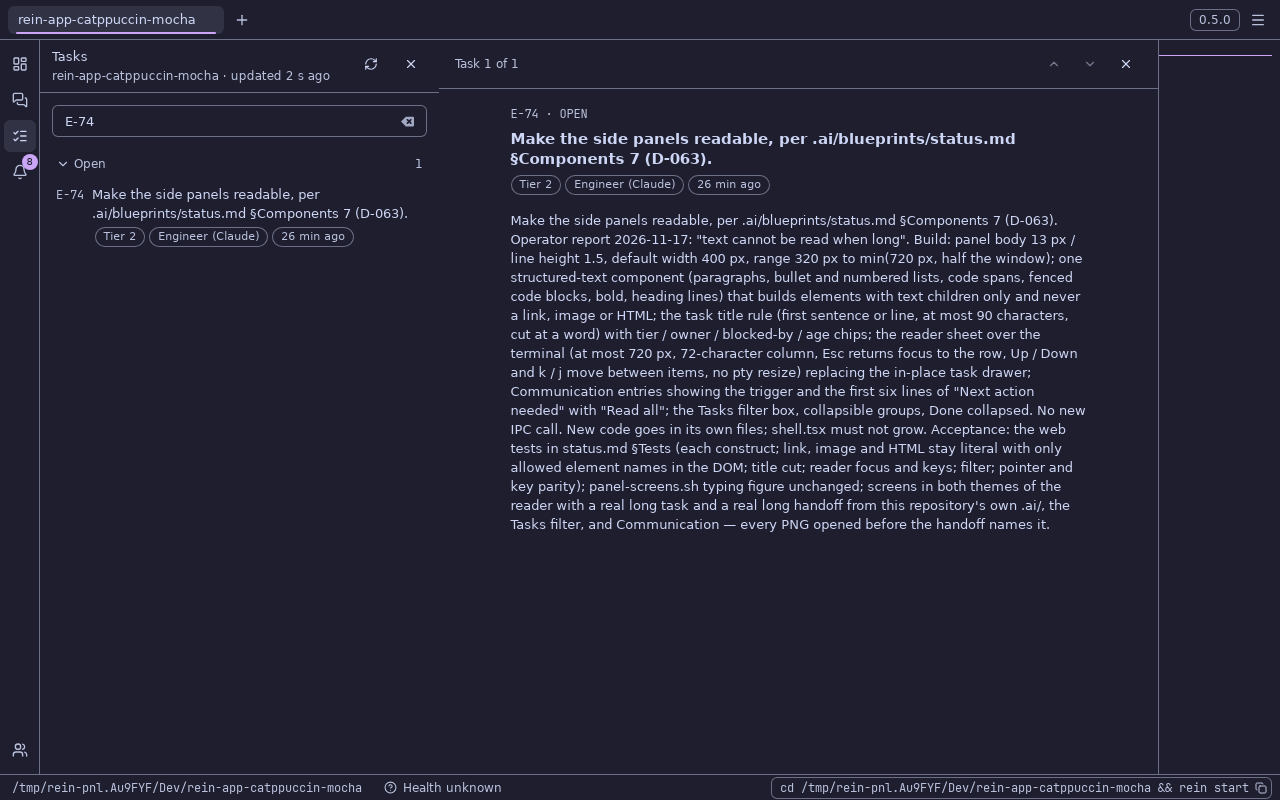 rein-app-catppuccin-mocha
0.5.0
Tasks
rein-app-catppuccin-mocha · updated 2 s ago
E-74
Open 1
E-74 Make the side panels readable, per
.ai/blueprints/status.md §Components 7 (D-063).
Tier 2 Engineer (Claude) 26 min ago
8
Task 1 of 1
E-74 · OPEN
Make the side panels readable, per .ai/blueprints/status.md
§Components 7 (D-063).
Tier 2 Engineer (Claude) 26 min ago
Make the side panels readable, per .ai/blueprints/status.md §Components 7 (D-063).
Operator report 2026-11-17: "text cannot be read when long". Build: panel body 13 px /
line height 1.5, default width 400 px, range 320 px to min(720 px, half the window); one
structured-text component (paragraphs, bullet and numbered lists, code spans, fenced
code blocks, bold, heading lines) that builds elements with text children only and never
a link, image or HTML; the task title rule (first sentence or line, at most 90 characters,
cut at a word) with tier / owner / blocked-by / age chips; the reader sheet over the
terminal (at most 720 px, 72-character column, Esc returns focus to the row, Up / Down
and k / j move between items, no pty resize) replacing the in-place task drawer;
Communication entries showing the trigger and the first six lines of "Next action
needed" with "Read all"; the Tasks filter box, collapsible groups, Done collapsed. No new
IPC call. New code goes in its own files; shell.tsx must not grow. Acceptance: the web
tests in status.md §Tests (each construct; link, image and HTML stay literal with only
allowed element names in the DOM; title cut; reader focus and keys; filter; pointer and
key parity); panel-screens.sh typing figure unchanged; screens in both themes of the
reader with a real long task and a real long handoff from this repository's own .ai/, the
Tasks filter, and Communication — every PNG opened before the handoff names it.
/tmp/rein-pnl.Au9FYF/Dev/rein-app-catppuccin-mocha
Health unknown
cd /tmp/rein-pnl.Au9FYF/Dev/rein-app-catppuccin-mocha && rein start